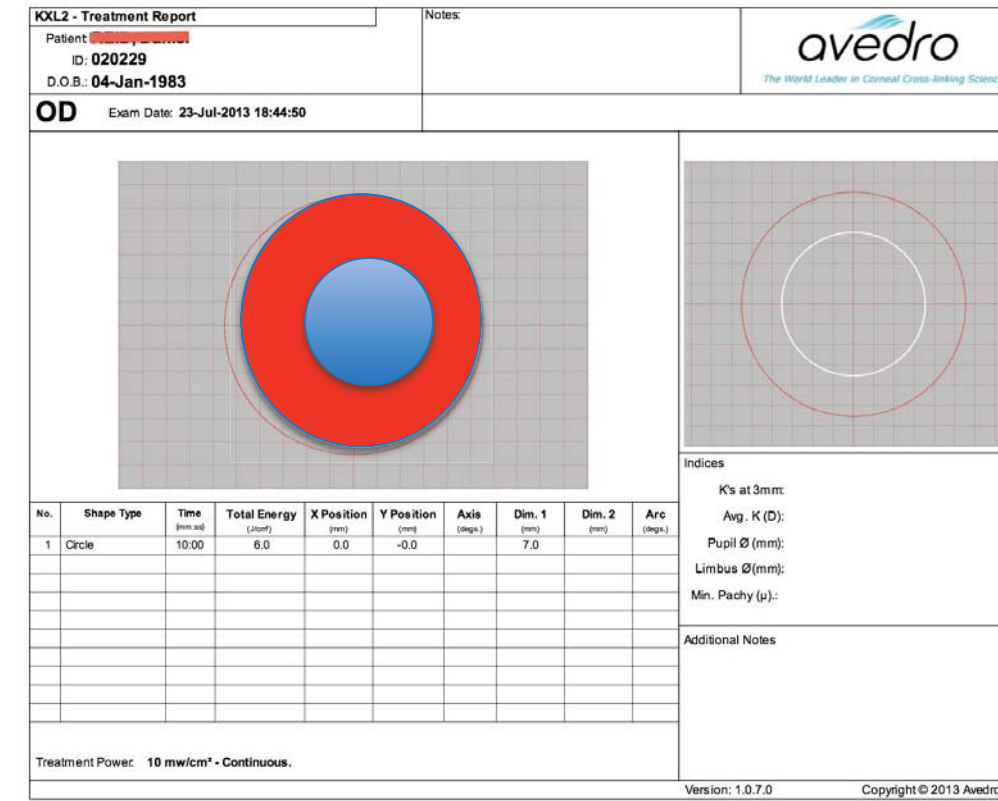 KXL2 - Treatment Report
Patient
ID: 020229
D.O.B.: 04-Jan-1983
Notes:
avedro
The World Leader in Corneal Cross-linking Scienc
OD Exam Date: 23-Jul-2013 18:44:50
No. Shape Type Time Total Energy X Position Y Position Axis Dim. 1 Dim. 2 Arc
(mm:ss) (J/cm²) (mm) (mm) (degs.) (mm) (mm) (degs.)
1 Circle 10:00 6.0 0.0 -0.0 7.0
Treatment Power: 10 mw/cm² - Continuous.
Indices
K's at 3mm:
Avg. K (D):
Pupil Ø (mm):
Limbus Ø(mm):
Min. Pachy (µ).:
Additional Notes
Version: 1.0.7.0 Copyright © 2013 Avedro